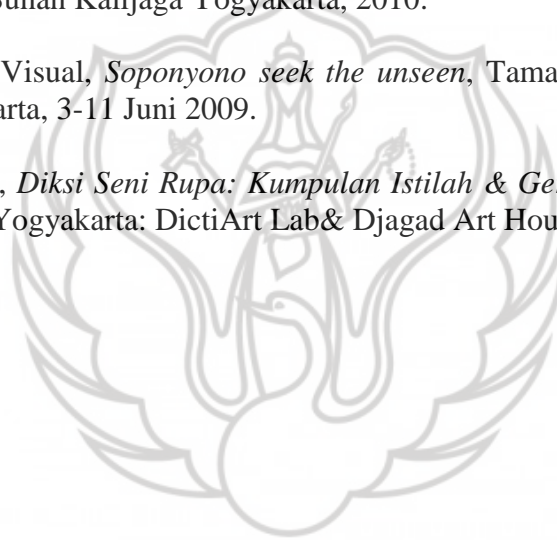 Sunan Kalijaga Yogyakarta, 2010.
Visual, Soponyono seek the unseen, Tama
arta, 3-11 Juni 2009.
, Diksi Seni Rupa: Kumpulan Istilah & Ge
Yogyakarta: DictiArt Lab& Djagad Art Hou